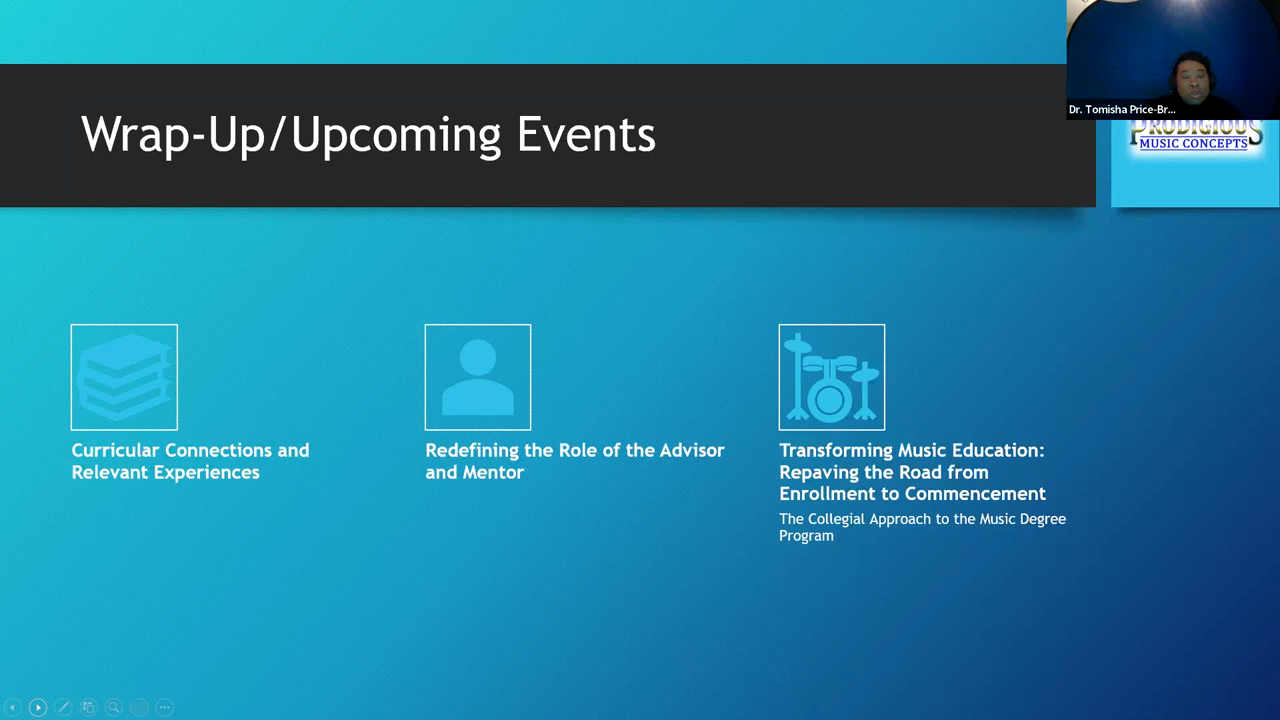 Wrap-Up/Upcoming Events
Dr. Tomisha Price-Br...
PRODIGIOUS
MUSIC CONCEPTS
Curricular Connections and
Relevant Experiences
Redefining the Role of the Advisor
and Mentor
Transforming Music Education:
Repaving the Road from
Enrollment to Commencement
The Collegial Approach to the Music Degree
Program